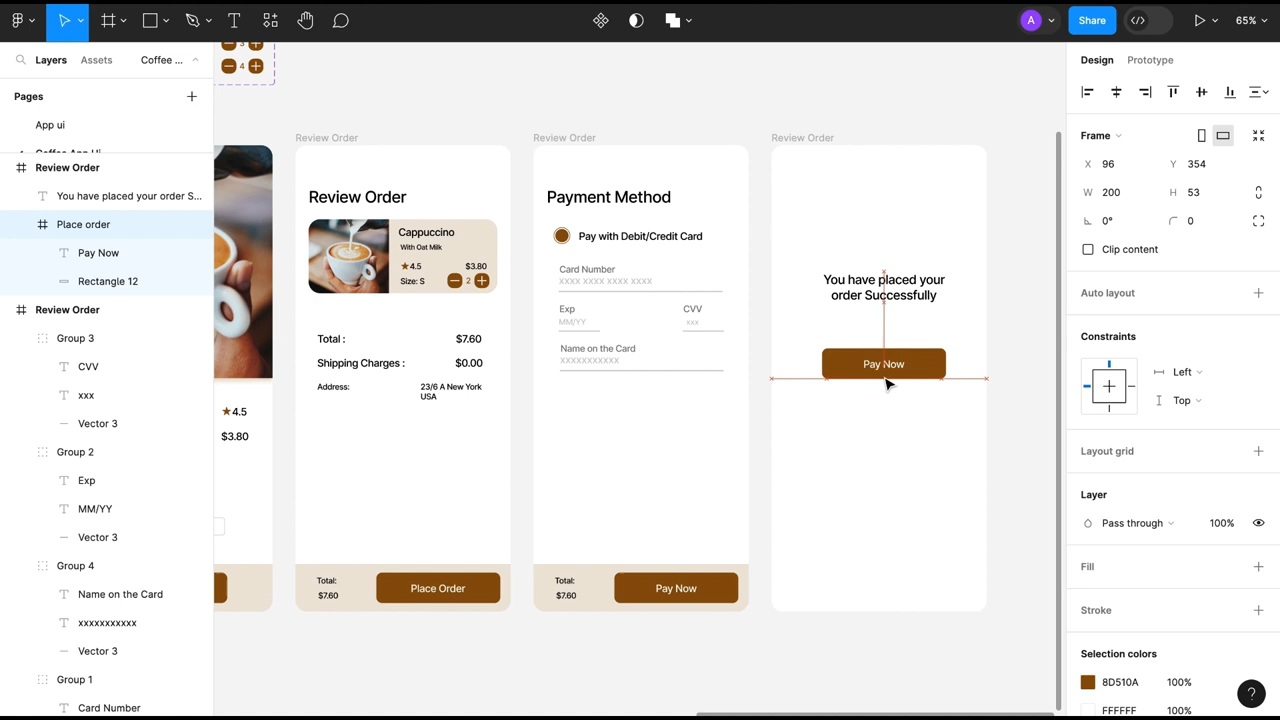 A
Share
65%
Layers
Assets
Coffee ...
Design
Prototype
Pages
App ui
Review Order
You have placed your order S...
Place order
Pay Now
Rectangle 12
Review Order
Group 3
CVV
xxx
Vector 3
Group 2
Exp
MM/YY
Vector 3
Group 4
Name on the Card
xxxxxxxxxxx
Vector 3
Group 1
Card Number
3
4
4.5
$3.80
Review Order
Review Order
Cappuccino
With Oat Milk
4.5
$3.80
Size: S
2
Total :
$7.60
Shipping Charges :
$0.00
Address:
23/6 A New York
USA
Total:
$7.60
Place Order
Review Order
Payment Method
Pay with Debit/Credit Card
Card Number
XXXX XXXX XXXX XXXX
Exp
CVV
MM/YY
xxx
Name on the Card
XXXXXXXXXXX
Total:
$7.60
Pay Now
Review Order
You have placed your
order Successfully
Pay Now
Frame
X 96
Y 354
W 200
H 53
0°
0
Clip content
Auto layout
Constraints
Left
Top
Layout grid
Layer
Pass through
100%
Fill
Stroke
Selection colors
8D510A 100%
FFFFFF 100%
?